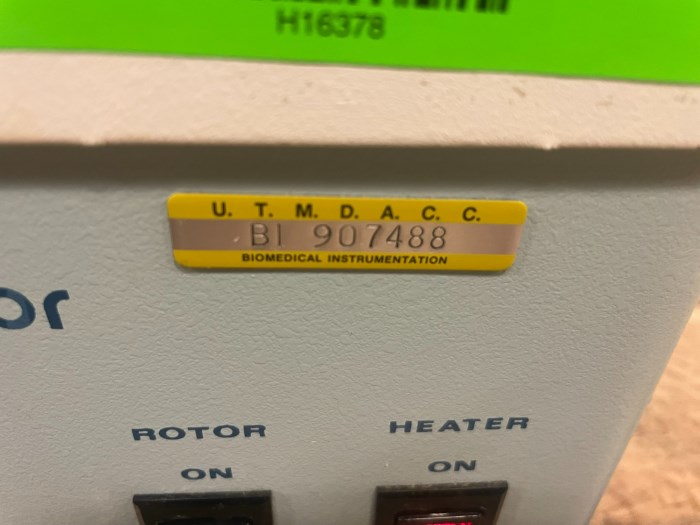 H16378
U. T. M. D. A. C. C.
BI 907488
BIOMEDICAL INSTRUMENTATION
or
ROTOR
HEATER
ON
ON